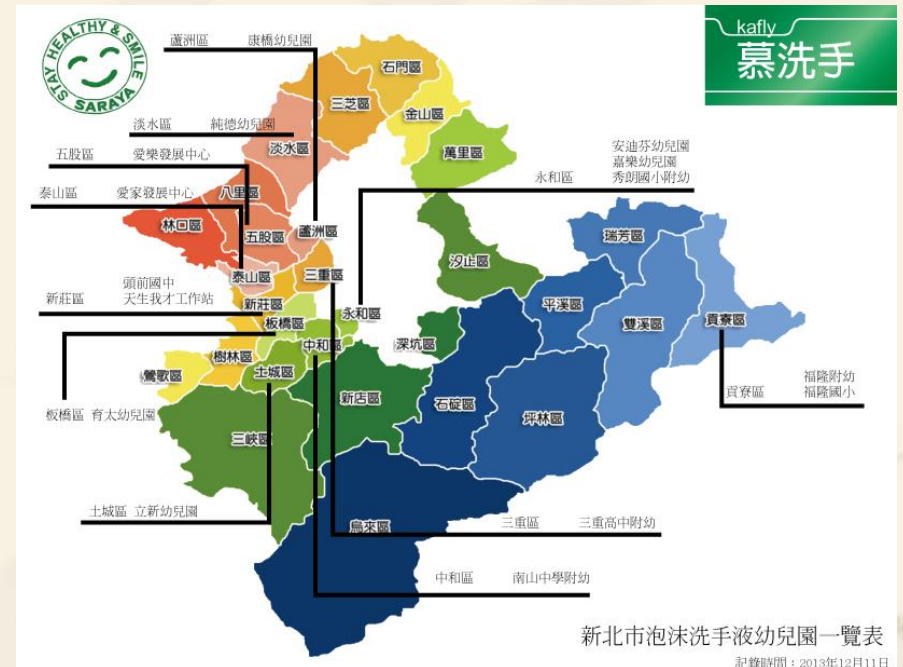 STAY HEALTHY & SMILE
SARAYA
kafly
慕洗手
蘆洲區 康橋幼兒園
淡水區 純德幼兒園
五股區 愛樂發展中心
泰山區 愛家發展中心
新莊區 頭前國中
天生我才工作站
板橋區 育太幼兒園
土城區 立新幼兒園
永和區 安迪芬幼兒園
嘉樂幼兒園
秀朗國小附幼
貢寮區 福隆附幼
福隆國小
三重區 三重高中附幼
中和區 南山中學附幼
石門區
三芝區
金山區
淡水區
萬里區
八里區
林口區
五股區
蘆洲區
汐止區
瑞芳區
泰山區
三重區
新莊區
平溪區
雙溪區
貢寮區
板橋區
永和區
中和區
深坑區
樹林區
鶯歌區
土城區
新店區
石碇區
坪林區
三峽區
烏來區
新北市泡沫洗手液幼兒園一覽表
記錄時間：2013年12月11日